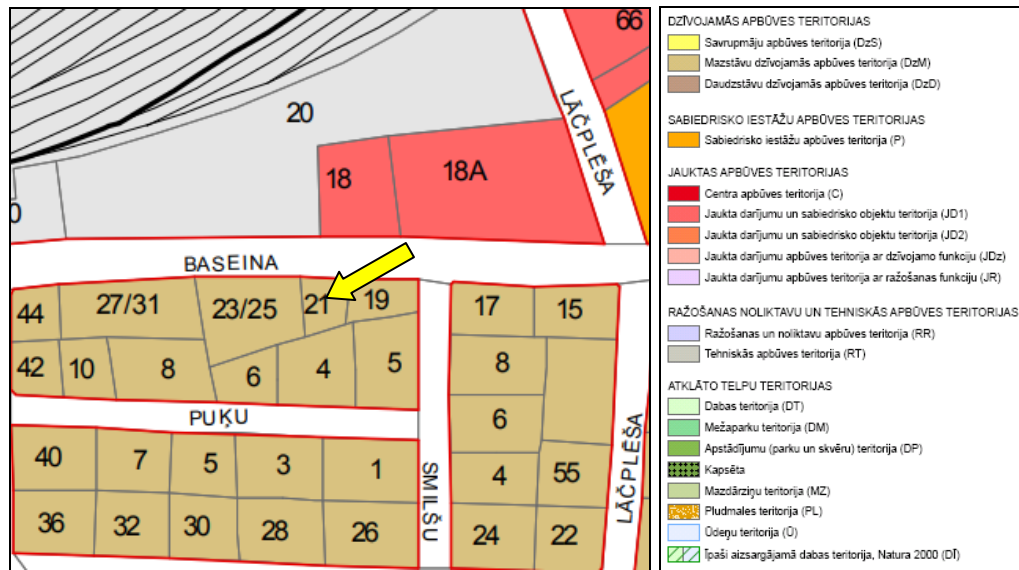 66
LĀČPLĒŠA
20
18
18A
BASEINA
44
27/31
23/25
21
19
17
15
42
10
8
6
4
5
8
6
PUĶU
40
7
5
3
1
SMILŠU
4
55
LĀČPLĒŠA
36
32
30
28
26
24
22
DZĪVOJAMĀS APBŪVES TERITORIJAS
Savrupmāju apbūves teritorija (DzS)
Mazstāvu dzīvojamās apbūves teritorija (DzM)
Daudzstāvu dzīvojamās apbūves teritorija (DzD)
SABIEDRISKO IESTĀŽU APBŪVES TERITORIJAS
Sabiedrisko iestāžu apbūves teritorija (P)
JAUKTAS APBŪVES TERITORIJAS
Centra apbūves teritorija (C)
Jaukta darījumu un sabiedrisko objektu teritorija (JD1)
Jaukta darījumu un sabiedrisko objektu teritorija (JD2)
Jaukta darījumu apbūves teritorija ar dzīvojamo funkciju (JDz)
Jaukta darījumu apbūves teritorija ar ražošanas funkciju (JR)
RAŽOŠANAS NOLIKTAVU UN TEHNISKĀS APBŪVES TERITORIJAS
Ražošanas un noliktavu apbūves teritorija (RR)
Tehniskās apbūves teritorija (RT)
ATKLĀTO TELPU TERITORIJAS
Dabas teritorija (DT)
Mežaparku teritorija (DM)
Apstādījumu (parku un skvēru) teritorija (DP)
Kapsēta
Mazdārziņu teritorija (MZ)
Pludmales teritorija (PL)
Ūdeņu teritorija (Ū)
Īpaši aizsargājamā dabas teritorija, Natura 2000 (DĪ)